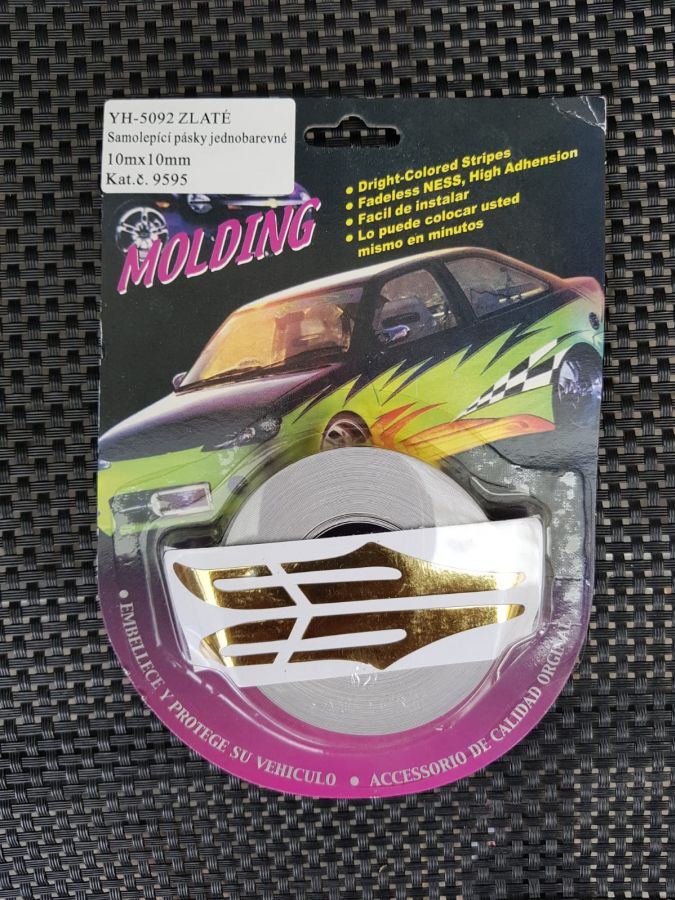 YH-5092 ZLATÉ
Samolepící pásky jednobarevné
10mx10mm
Kat.č. 9595
MOLDING
• Dright-Colored Stripes
• Fadeless NESS, High Adhension
• Facil de instalar
• Lo puede colocar usted
mismo en minutos
• EMBELLECE Y PROTEGE SU VEHICULO • ACCESSORIO DE CALIDAD ORGINAL